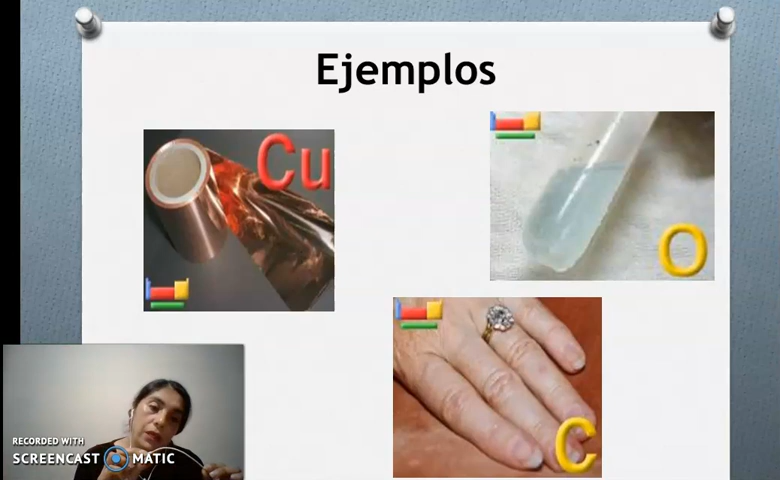 Ejemplos
Cu
O
C
RECORDED WITH
SCREENCAST MATIC